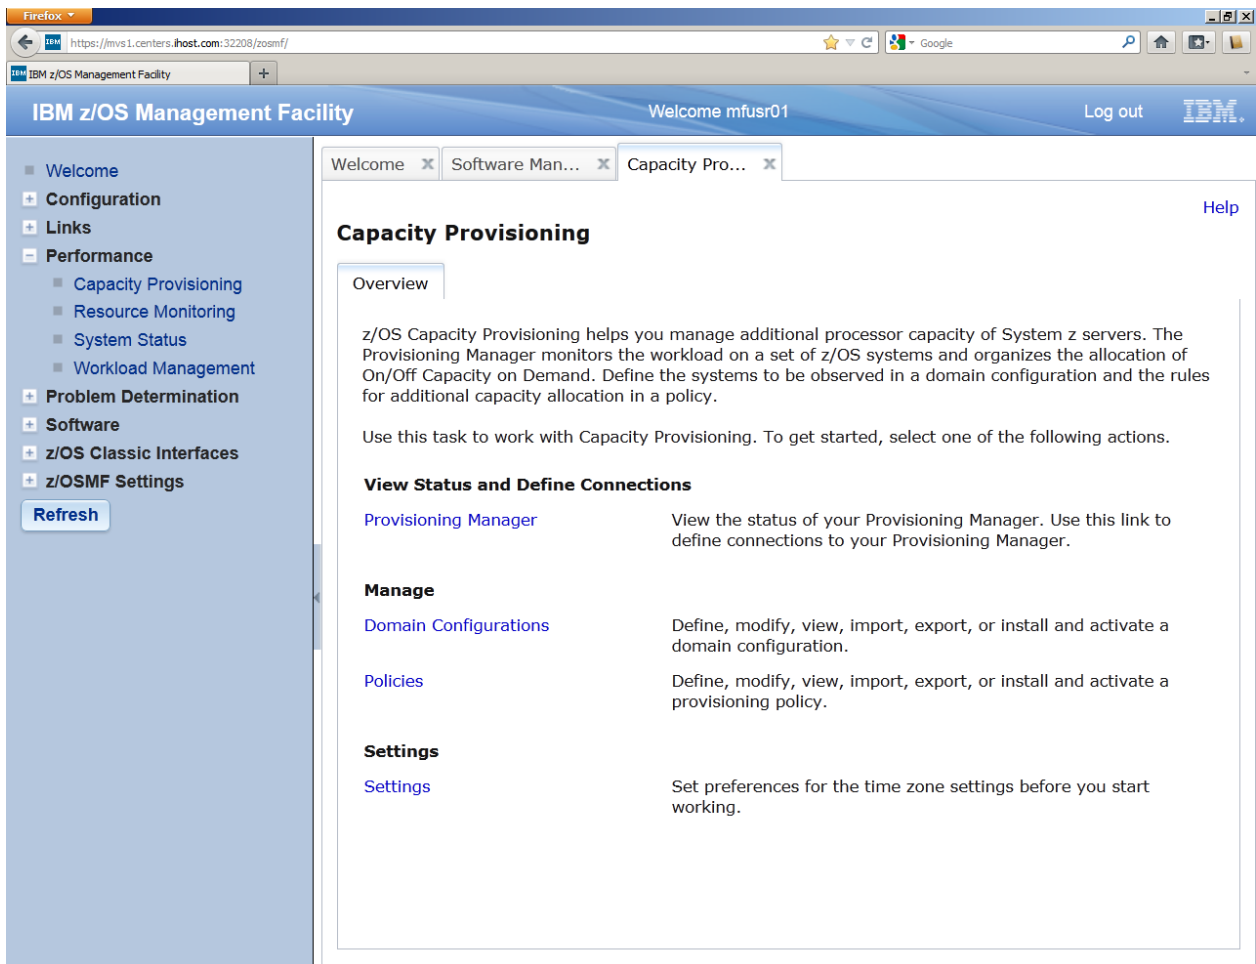 Firefox
https://mvs1.centers.ihost.com:32208/zosmf/
Google
IBM IBM z/OS Management Facility
IBM z/OS Management Facility Welcome mfusr01 Log out IBM.
Welcome
Configuration
Links
Performance
Capacity Provisioning
Resource Monitoring
System Status
Workload Management
Problem Determination
Software
z/OS Classic Interfaces
z/OSMF Settings
Refresh
Welcome Software Man... Capacity Pro...
Help
Capacity Provisioning
Overview
z/OS Capacity Provisioning helps you manage additional processor capacity of System z servers. The
Provisioning Manager monitors the workload on a set of z/OS systems and organizes the allocation of
On/Off Capacity on Demand. Define the systems to be observed in a domain configuration and the rules
for additional capacity allocation in a policy.
Use this task to work with Capacity Provisioning. To get started, select one of the following actions.
View Status and Define Connections
Provisioning Manager View the status of your Provisioning Manager. Use this link to
define connections to your Provisioning Manager.
Manage
Domain Configurations Define, modify, view, import, export, or install and activate a
domain configuration.
Policies Define, modify, view, import, export, or install and activate a
provisioning policy.
Settings
Settings Set preferences for the time zone settings before you start
working.